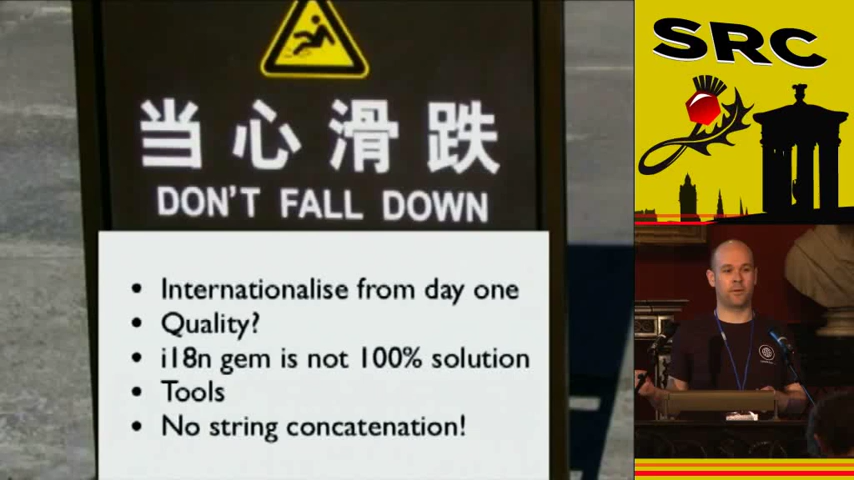 当心滑跌
DON'T FALL DOWN
• Internationalise from day one
• Quality?
• i18n gem is not 100% solution
• Tools
• No string concatenation!
SRC